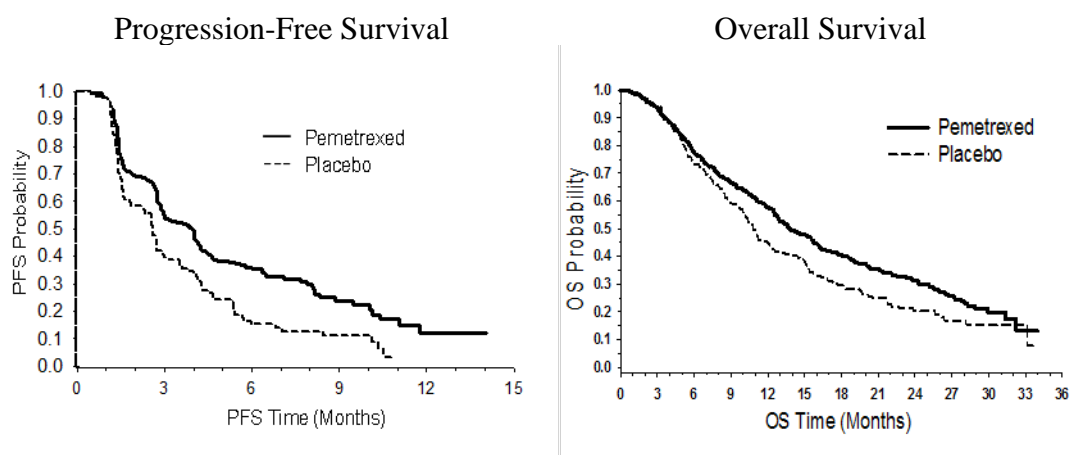 Progression-Free Survival
Overall Survival
PFS Probability
1.0
0.9
0.8
0.7
0.6
0.5
0.4
0.3
0.2
0.1
0.0
Pemetrexed
Placebo
0 3 6 9 12 15
PFS Time (Months)
OS Probability
1.0
0.9
0.8
0.7
0.6
0.5
0.4
0.3
0.2
0.1
0.0
Pemetrexed
Placebo
0 3 6 9 12 15 18 21 24 27 30 33 36
OS Time (Months)